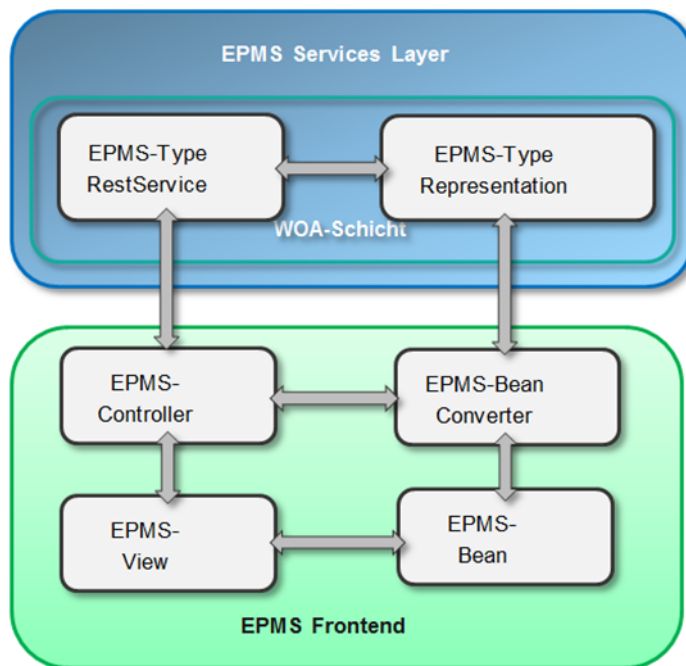 EPMS Services Layer
EPMS-Type
RestService
EPMS-Type
Representation
WOA-Schicht
EPMS-
Controller
EPMS-Bean
Converter
EPMS-
View
EPMS-
Bean
EPMS Frontend